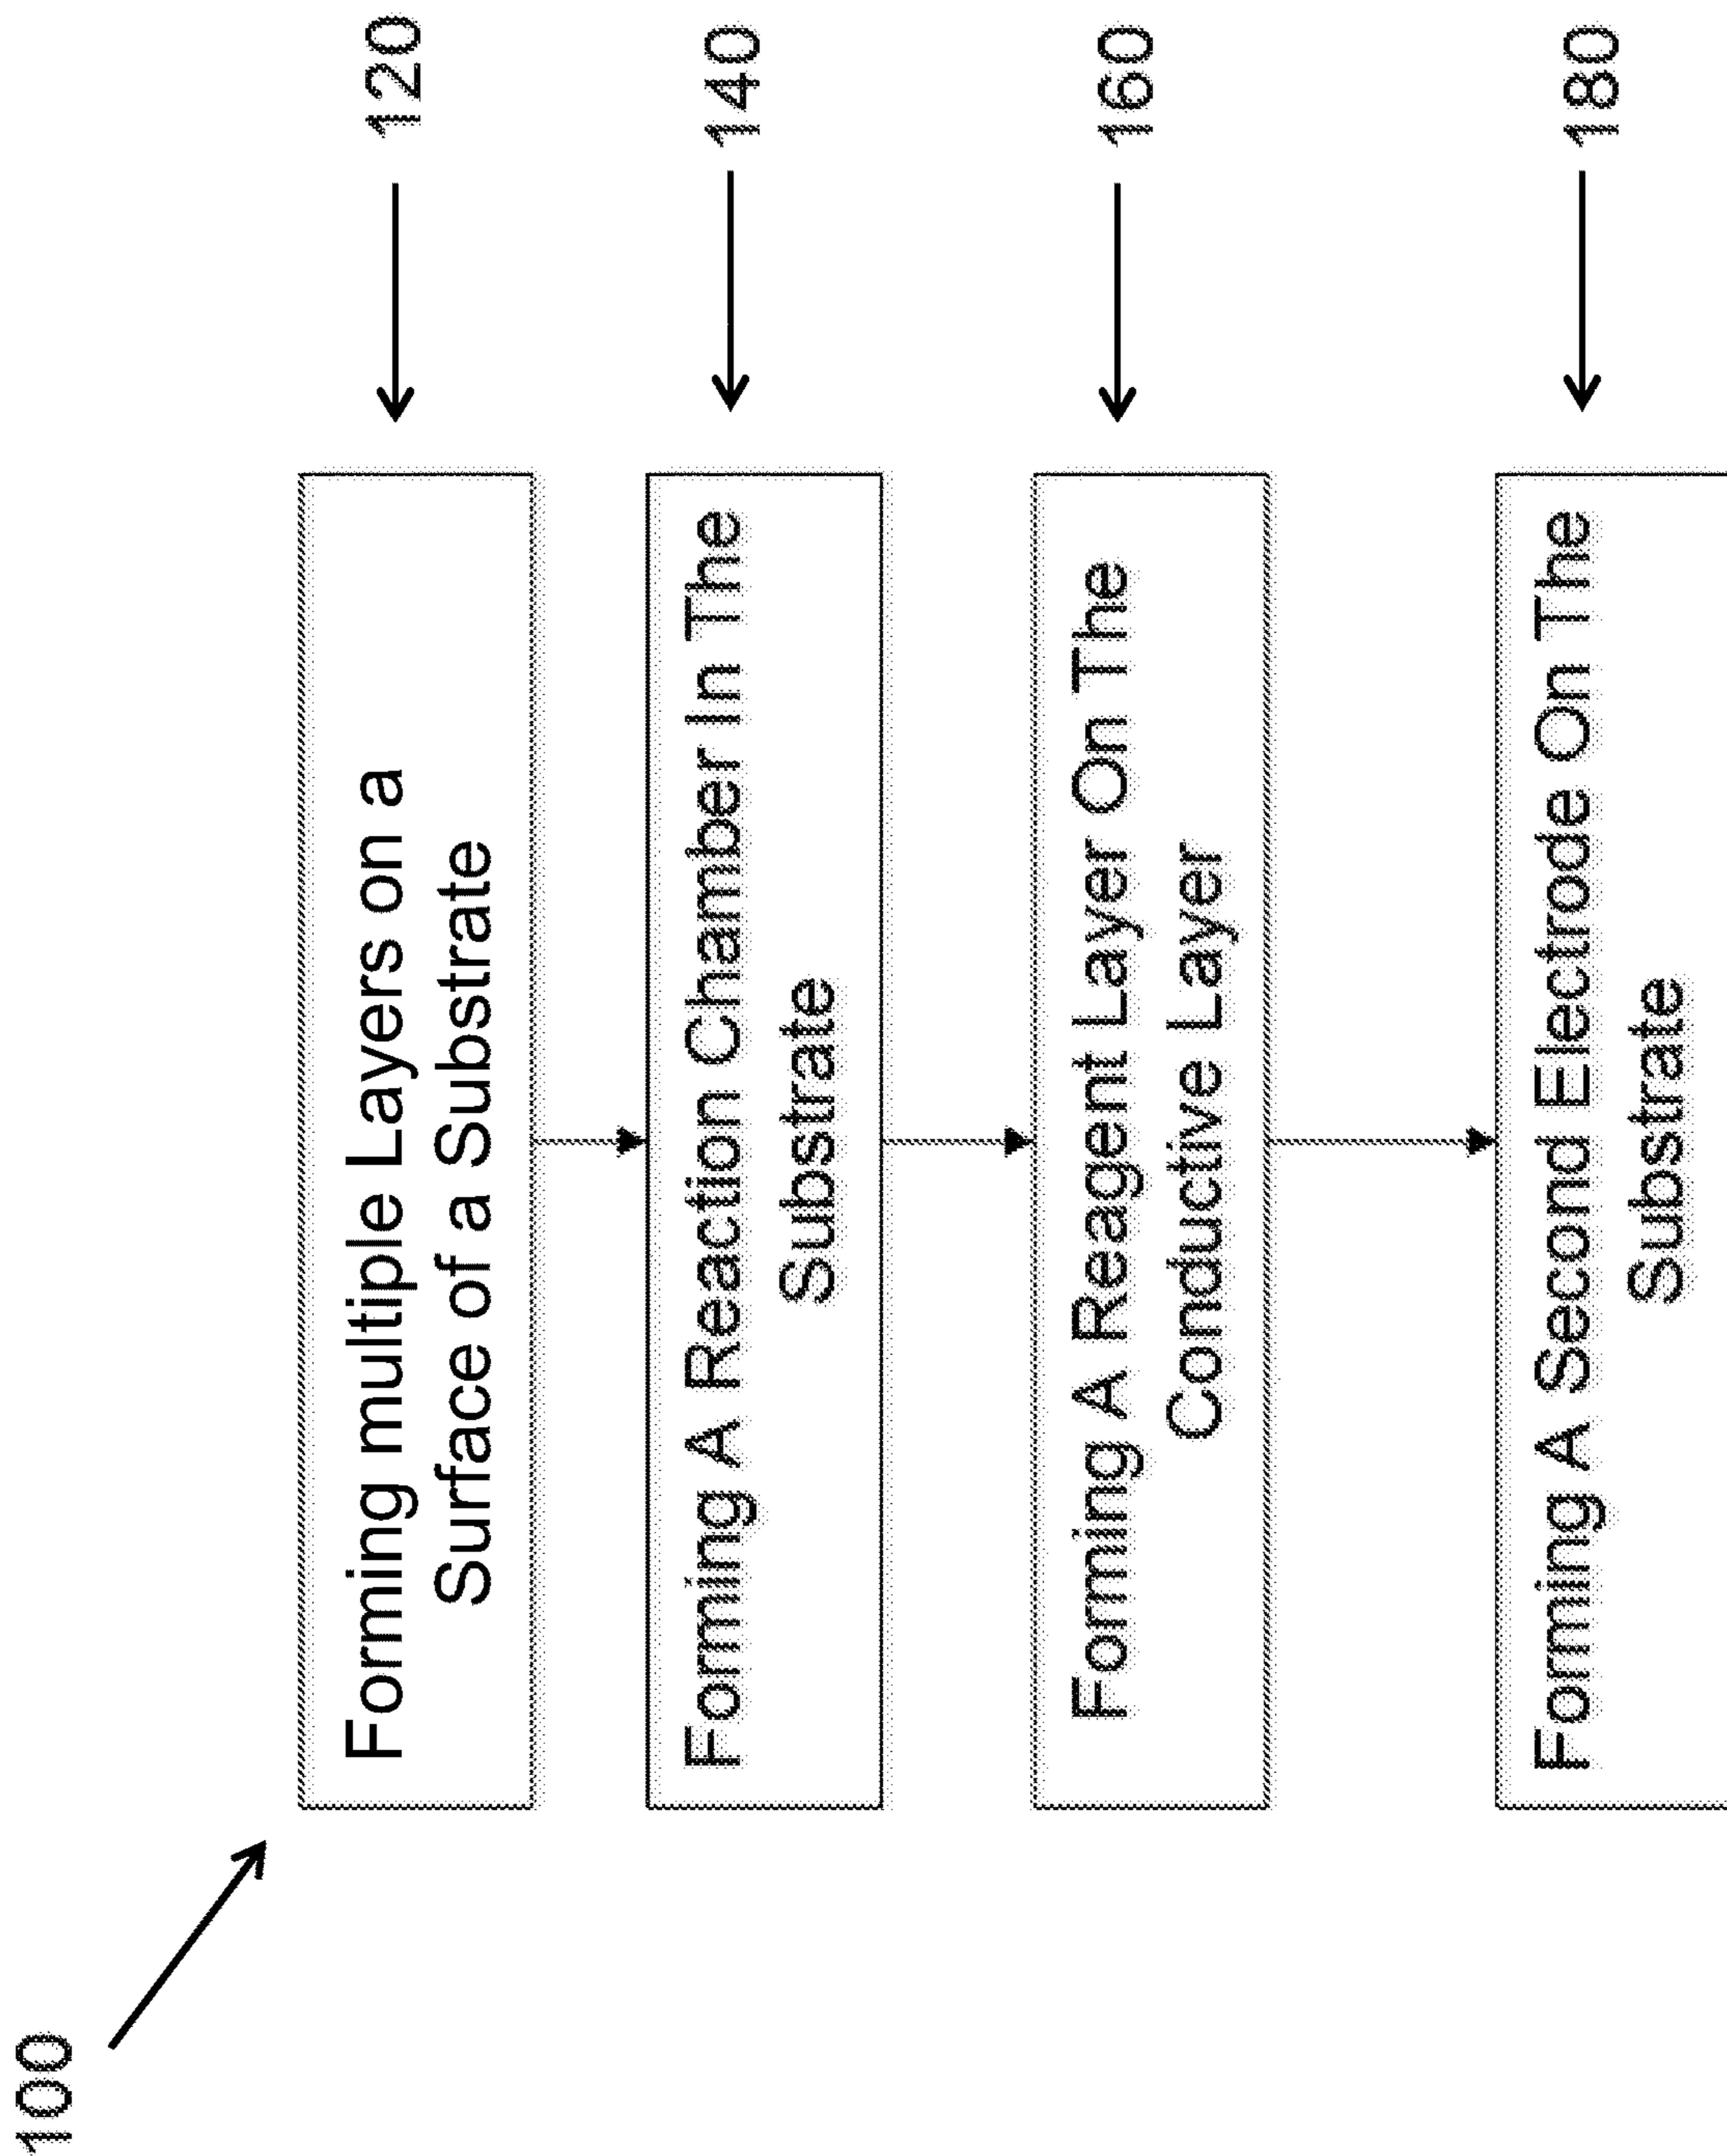 100
Forming multiple Layers on a
Surface of a Substrate
120
Forming A Reaction Chamber In The
Substrate
140
Forming A Reagent Layer On The
Conductive Layer
160
Forming A Second Electrode On The
Substrate
180